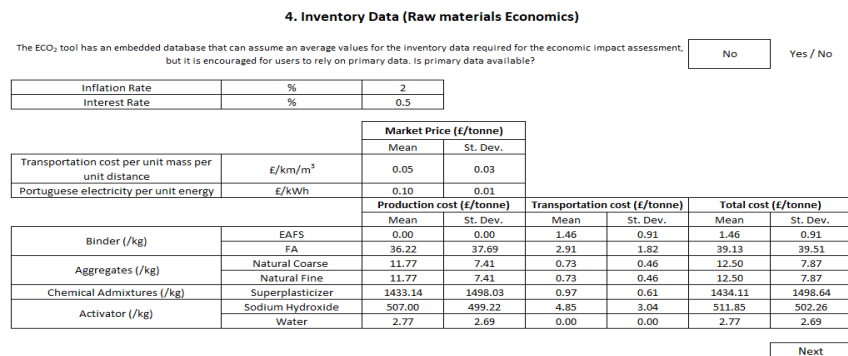 4. Inventory Data (Raw materials Economics)
The ECO₂ tool has an embedded database that can assume an average values for the inventory data required for the economic impact assessment,
but it is encouraged for users to rely on primary data. Is primary data available?
No
Yes / No
Inflation Rate % 2
Interest Rate % 0.5
Market Price (£/tonne)
Mean St. Dev.
Transportation cost per unit mass per
unit distance
£/km/m³ 0.05 0.03
Portuguese electricity per unit energy £/kWh 0.10 0.01
Production cost (£/tonne) Transportation cost (£/tonne) Total cost (£/tonne)
Mean St. Dev. Mean St. Dev. Mean St. Dev.
Binder (/kg)
EAFS 0.00 0.00 1.46 0.91 1.46 0.91
FA 36.22 37.69 2.91 1.82 39.13 39.51
Aggregates (/kg)
Natural Coarse 11.77 7.41 0.73 0.46 12.50 7.87
Natural Fine 11.77 7.41 0.73 0.46 12.50 7.87
Chemical Admixtures (/kg) Superplasticizer 1433.14 1498.03 0.97 0.61 1434.11 1498.64
Activator (/kg)
Sodium Hydroxide 507.00 499.22 4.85 3.04 511.85 502.26
Water 2.77 2.69 0.00 0.00 2.77 2.69
Next